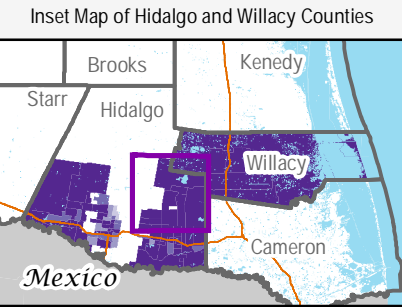 Inset Map of Hidalgo and Willacy Counties
Brooks
Kenedy
Starr
Hidalgo
Willacy
Cameron
Mexico